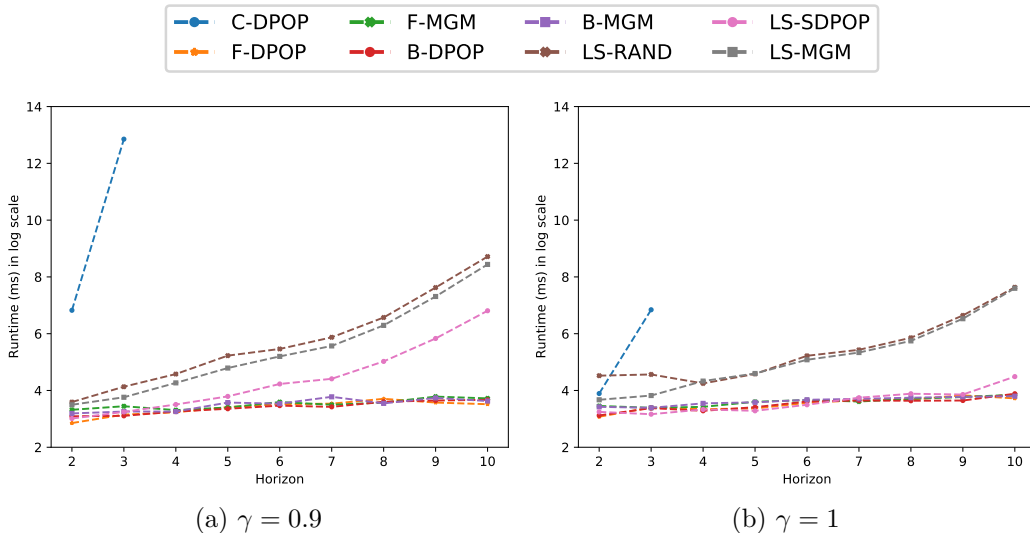 C-DPOP F-MGM B-MGM LS-SDPOP
F-DPOP B-DPOP LS-RAND LS-MGM
14
12
10
8
6
4
2
2 3 4 5 6 7 8 9 10
Horizon
Runtime (ms) in log scale
(a) γ = 0.9
14
12
10
8
6
4
2
2 3 4 5 6 7 8 9 10
Horizon
Runtime (ms) in log scale
(b) γ = 1